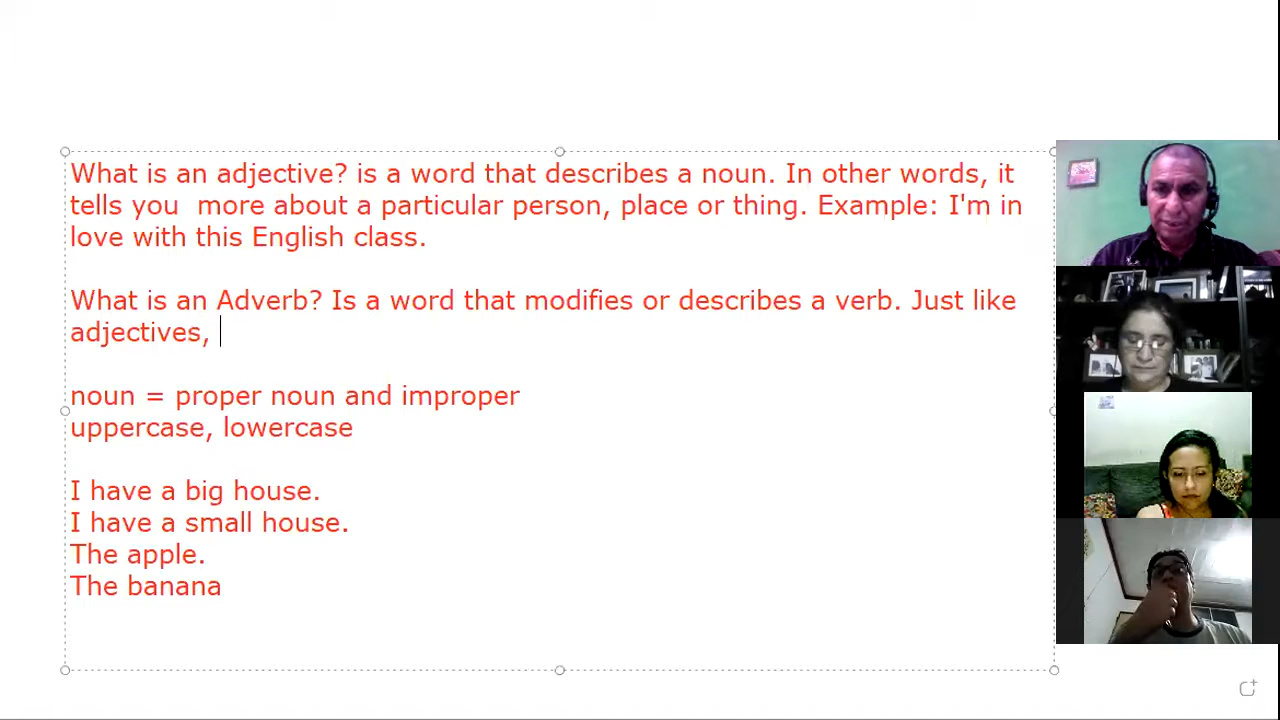 What is an adjective? is a word that describes a noun. In other words, it
tells you  more about a particular person, place or thing. Example: I'm in
love with this English class.
What is an Adverb? Is a word that modifies or describes a verb. Just like
adjectives,
noun = proper noun and improper
uppercase, lowercase
I have a big house.
I have a small house.
The apple.
The banana